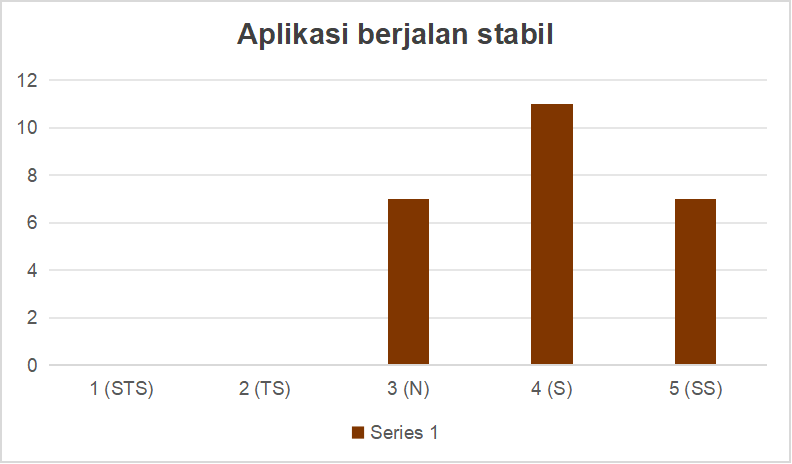 Aplikasi berjalan stabil
12
10
8
6
4
2
0
1 (STS) 2 (TS) 3 (N) 4 (S) 5 (SS)
Series 1